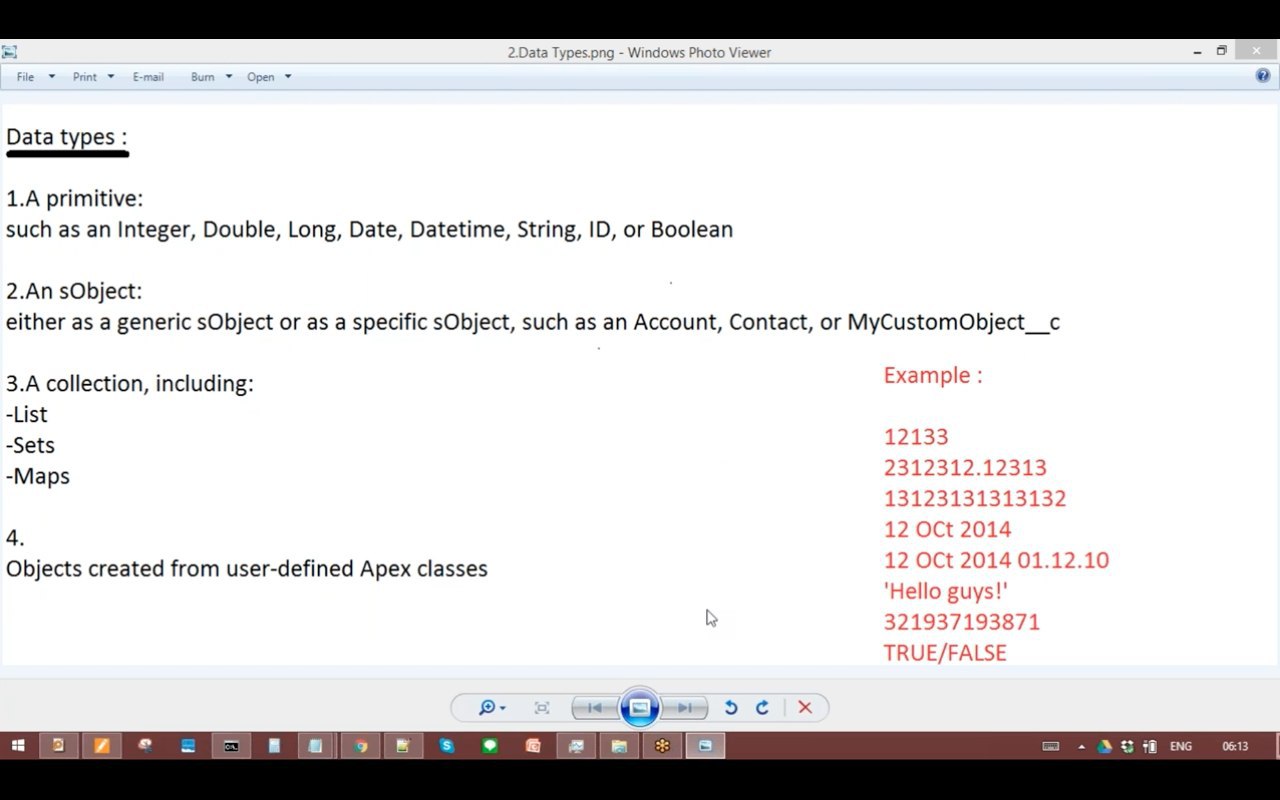 2.Data Types.png - Windows Photo Viewer
File Print E-mail Burn Open
Data types :
1.A primitive:
such as an Integer, Double, Long, Date, Datetime, String, ID, or Boolean
2.An sObject:
either as a generic sObject or as a specific sObject, such as an Account, Contact, or MyCustomObject__c
3.A collection, including:
-List
-Sets
-Maps
4.
Objects created from user-defined Apex classes
Example :
12133
2312312.12313
13123131313132
12 OCt 2014
12 OCt 2014 01.12.10
'Hello guys!'
321937193871
TRUE/FALSE
ENG 06:13